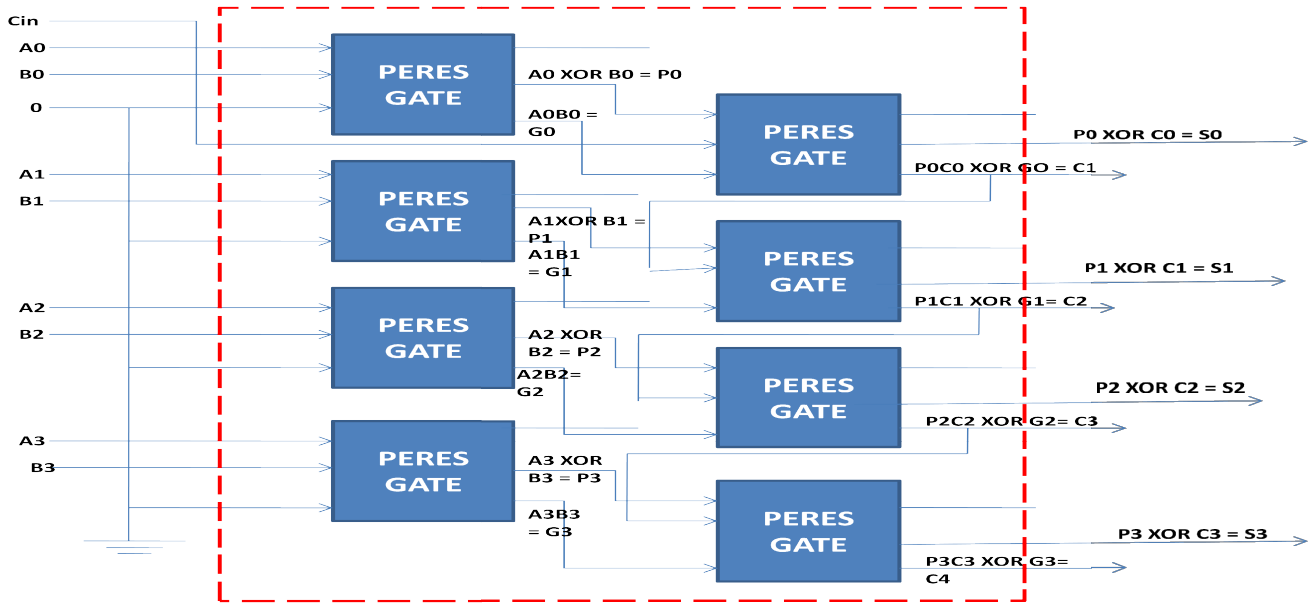 Cin
A0
B0
0
PERES
GATE
A0 XOR B0 = P0
A0B0 =
G0
PERES
GATE
P0 XOR C0 = S0
P0C0 XOR GO = C1
A1
B1
PERES
GATE
A1XOR B1 =
P1
A1B1
= G1
PERES
GATE
P1 XOR C1 = S1
P1C1 XOR G1= C2
A2
B2
PERES
GATE
A2 XOR
B2 = P2
A2B2=
G2
PERES
GATE
P2 XOR C2 = S2
P2C2 XOR G2= C3
A3
B3
PERES
GATE
A3 XOR
B3 = P3
A3B3
= G3
PERES
GATE
P3 XOR C3 = S3
P3C3 XOR G3=
C4